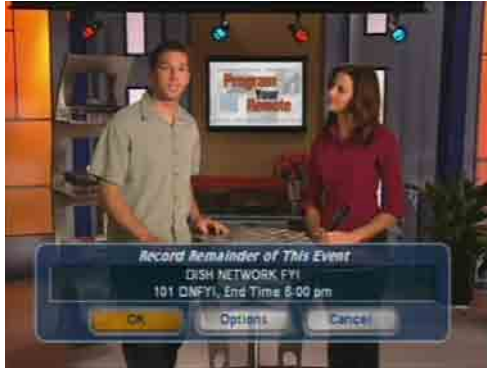 Program
Your
Remote
Record Remainder of This Event
DISH NETWORK FYI
101 DNFYI, End Time 6:00 pm
OK
Options
Cancel